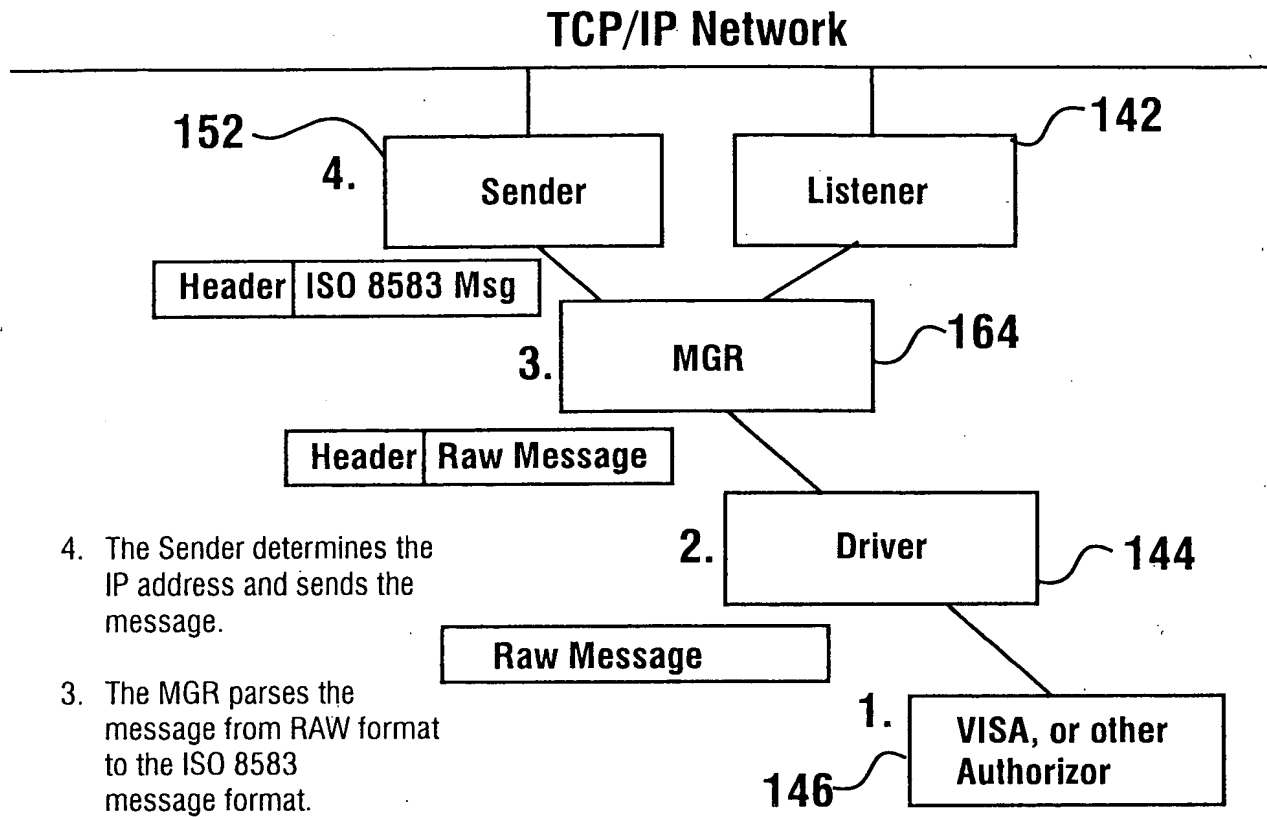 TCP/IP Network
152
142
4.
Sender
Listener
Header ISO 8583 Msg
164
3.
MGR
Header Raw Message
2.
Driver
144
4. The Sender determines the
IP address and sends the
message.
Raw Message
3. The MGR parses the
message from RAW format
to the ISO 8583
message format.
1.
VISA, or other
Authorizor
146